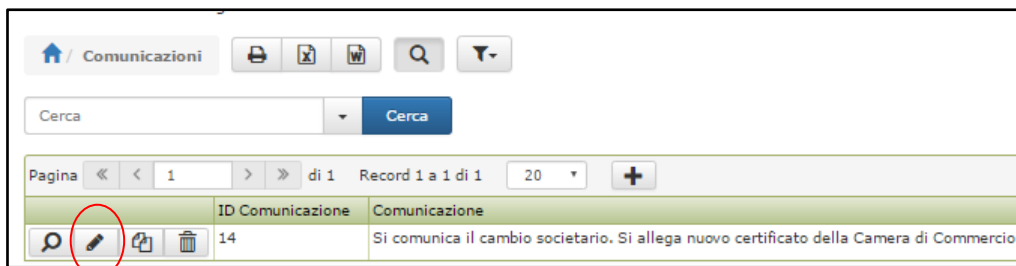 / Comunicazioni
Cerca Cerca
Pagina 1 di 1 Record 1 a 1 di 1 20
ID Comunicazione Comunicazione
14 Si comunica il cambio societario. Si allega nuovo certificato della Camera di Commercio